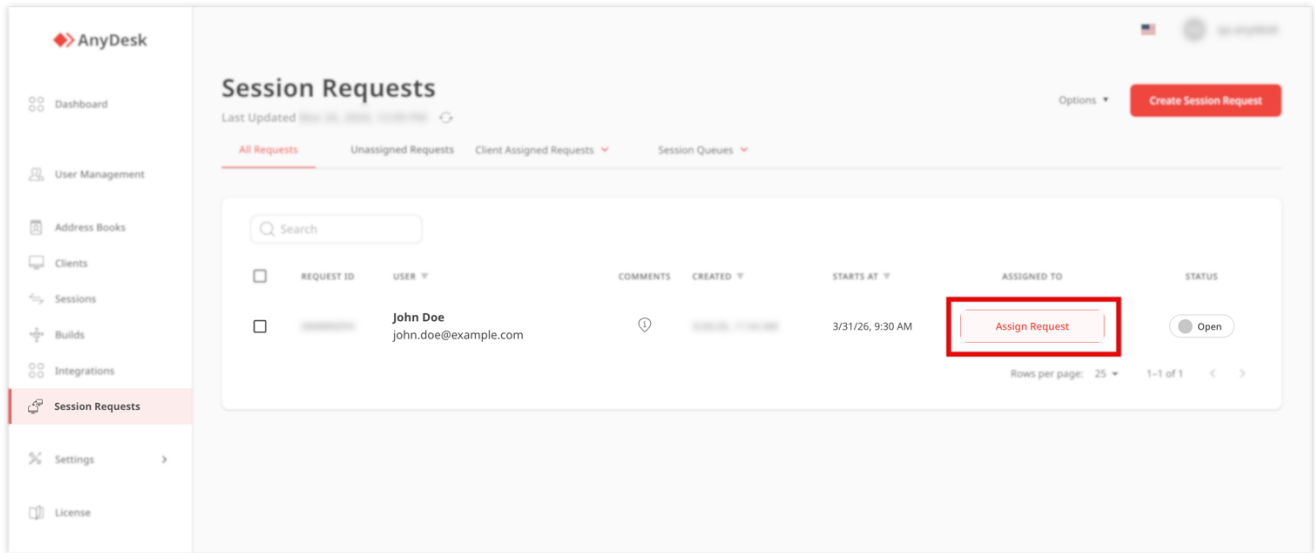 AnyDesk
Dashboard
User Management
Address Books
Clients
Sessions
Builds
Integrations
Session Requests
Settings
License
Session Requests
Last Updated
Options
Create Session Request
All Requests
Unassigned Requests
Client Assigned Requests
Session Queues
Search
REQUEST ID USER COMMENTS CREATED STARTS AT ASSIGNED TO STATUS
John Doe
john.doe@example.com
3/31/26, 9:30 AM
Assign Request
Open
Rows per page: 25 1-1 of 1